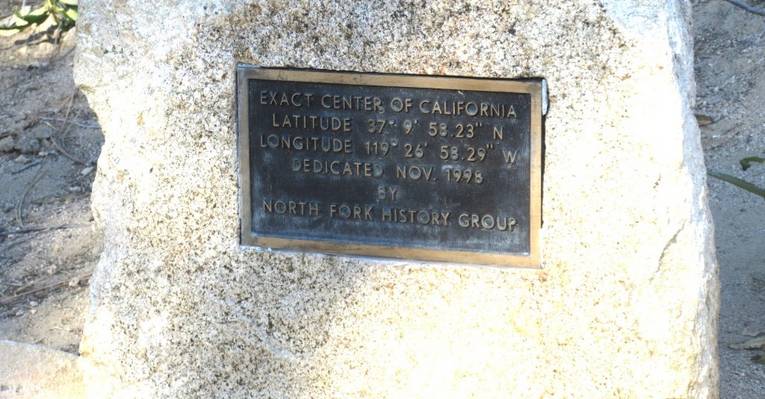 EXACT CENTER OF CALIFORNIA
LATITUDE 37° 9' 58.23" N
LONGITUDE 119° 26' 58.29" W
DEDICATED NOV. 1998
BY
NORTH FORK HISTORY GROUP